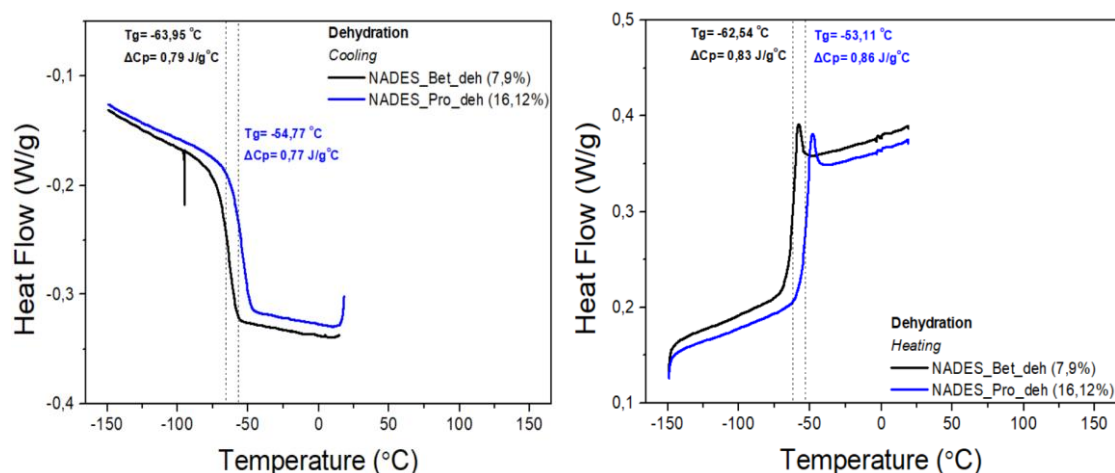 Tg= -63,95 °C
ΔCp= 0,79 J/g°C
Dehydration
Cooling
NADES_Bet_deh (7,9%)
NADES_Pro_deh (16,12%)
Tg= -54,77 °C
ΔCp= 0,77 J/g°C
Heat Flow (W/g)
-0,1
-0,2
-0,3
-0,4
-150 -100 -50 0 50 100 150
Temperature (°C)
Tg= -62,54 °C
ΔCp= 0,83 J/g°C
Tg= -53,11 °C
ΔCp= 0,86 J/g°C
Heat Flow (W/g)
0,5
0,4
0,3
0,2
0,1
Dehydration
Heating
NADES_Bet_deh (7,9%)
NADES_Pro_deh (16,12%)
-150 -100 -50 0 50 100 150
Temperature (°C)